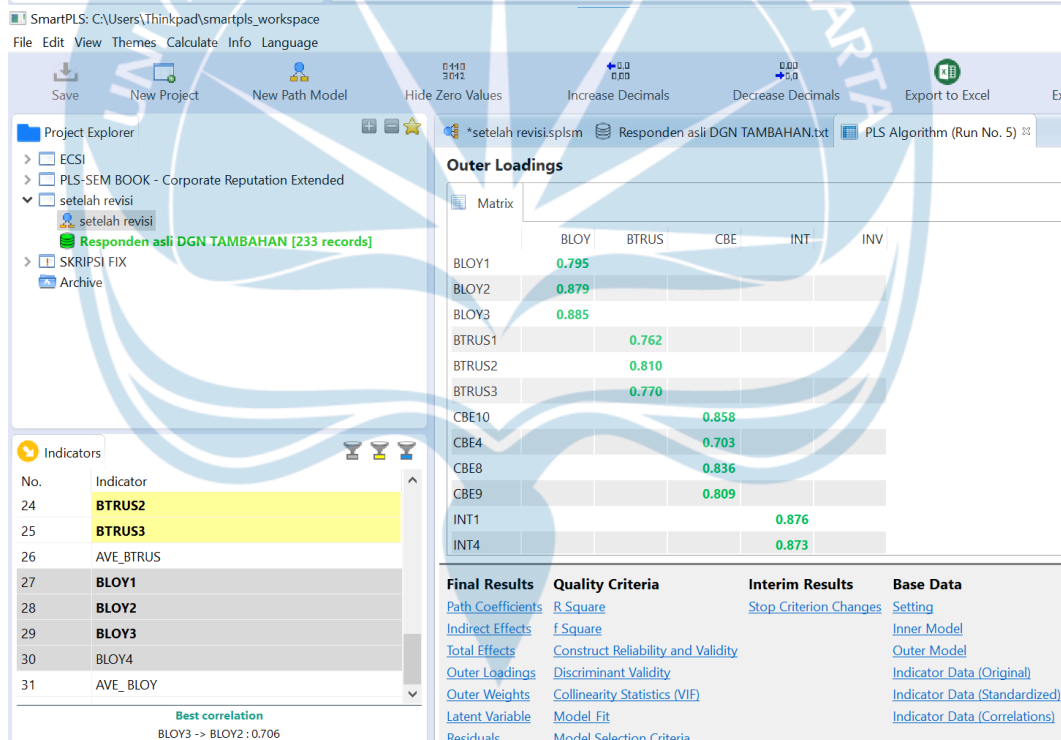 SmartPLS: C:\Users\Thinkpad\smartpls_workspace
File Edit View Themes Calculate Info Language
Save New Project New Path Model Hide Zero Values Increase Decimals Decrease Decimals Export to Excel
Project Explorer
ECSI
PLS-SEM BOOK - Corporate Reputation Extended
setelah revisi
setelah revisi
Responden asli DGN TAMBAHAN [233 records]
SKRIPSI FIX
Archive
Indicators
No. Indicator
24 BTRUS2
25 BTRUS3
26 AVE_BTRUS
27 BLOY1
28 BLOY2
29 BLOY3
30 BLOY4
31 AVE_ BLOY
Best correlation
BLOY3 -> BLOY2 : 0.706
*setelah revisi.splsm Responden asli DGN TAMBAHAN.txt PLS Algorithm (Run No. 5)
Outer Loadings
Matrix
BLOY BTRUS CBE INT INV
BLOY1 0.795
BLOY2 0.879
BLOY3 0.885
BTRUS1 0.762
BTRUS2 0.810
BTRUS3 0.770
CBE10 0.858
CBE4 0.703
CBE8 0.836
CBE9 0.809
INT1 0.876
INT4 0.873
Final Results Quality Criteria Interim Results Base Data
Path Coefficients R Square Stop Criterion Changes Setting
Indirect Effects f Square Inner Model
Total Effects Construct Reliability and Validity Outer Model
Outer Loadings Discriminant Validity Indicator Data (Original)
Outer Weights Collinearity Statistics (VIF) Indicator Data (Standardized)
Latent Variable Model Fit Indicator Data (Correlations)
Residuals Model Selection Criteria